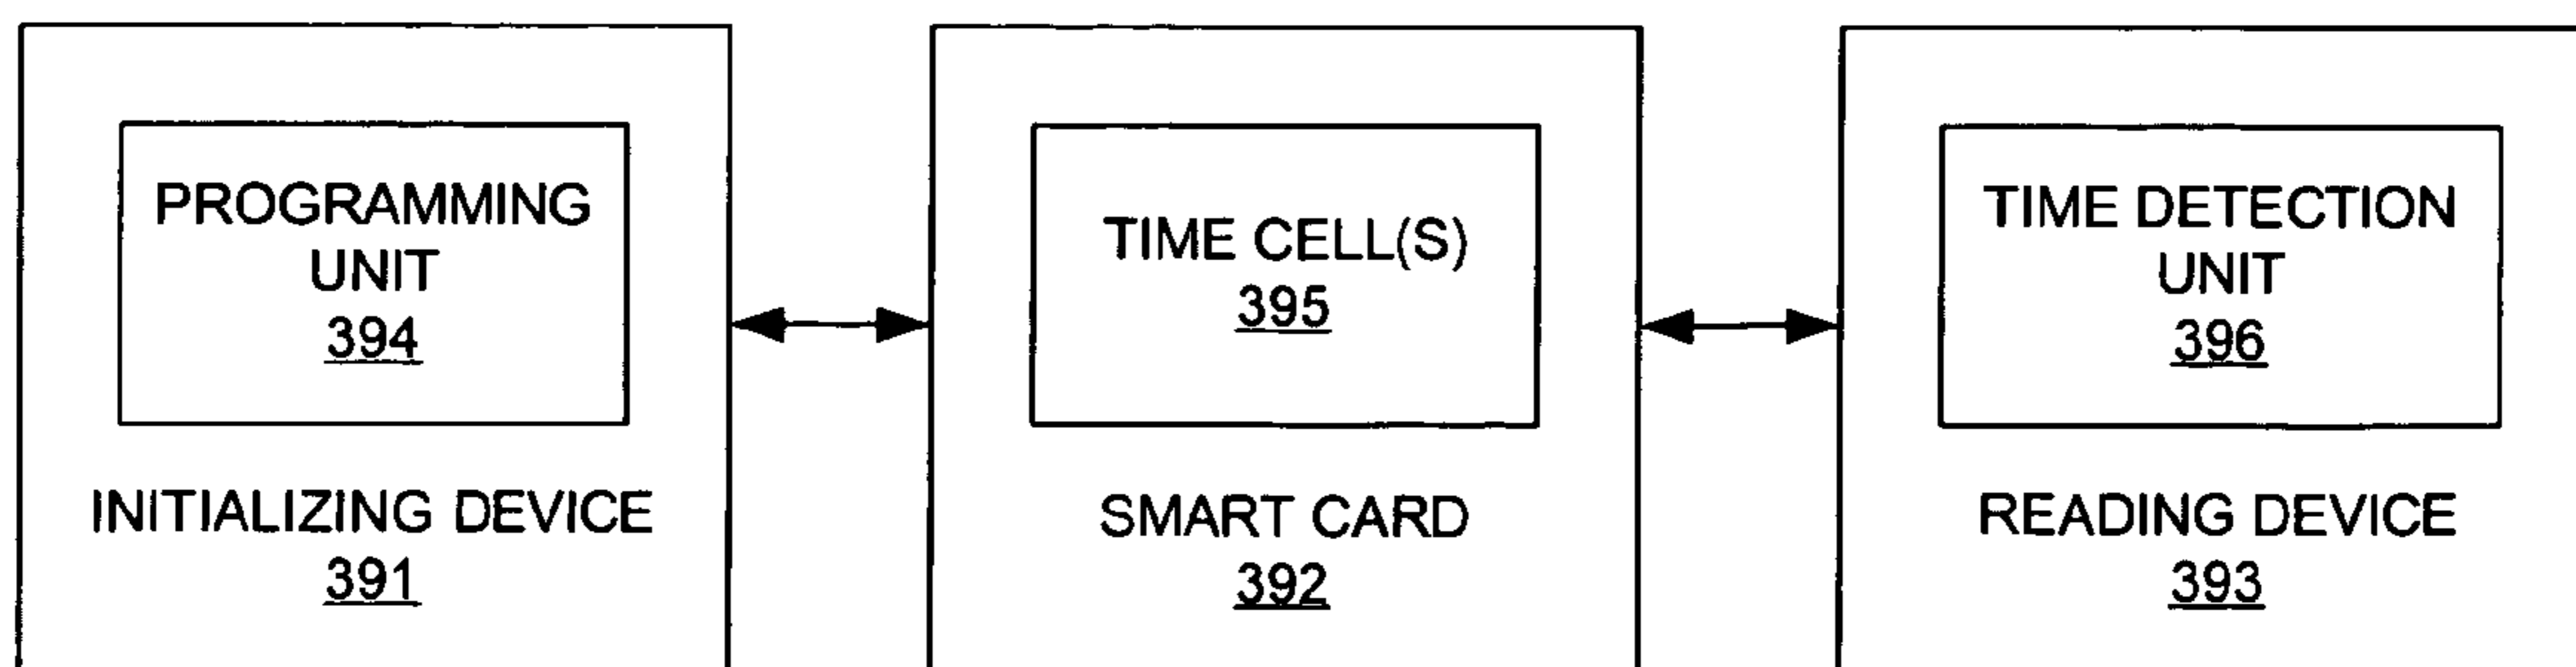 PROGRAMMING
UNIT
394
INITIALIZING DEVICE
391
TIME CELL(S)
395
SMART CARD
392
TIME DETECTION
UNIT
396
READING DEVICE
393